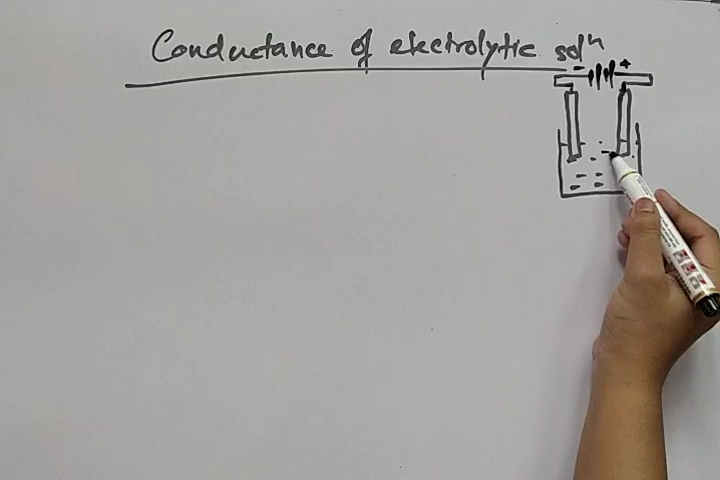 Conductance of electrolytic solⁿ
- +